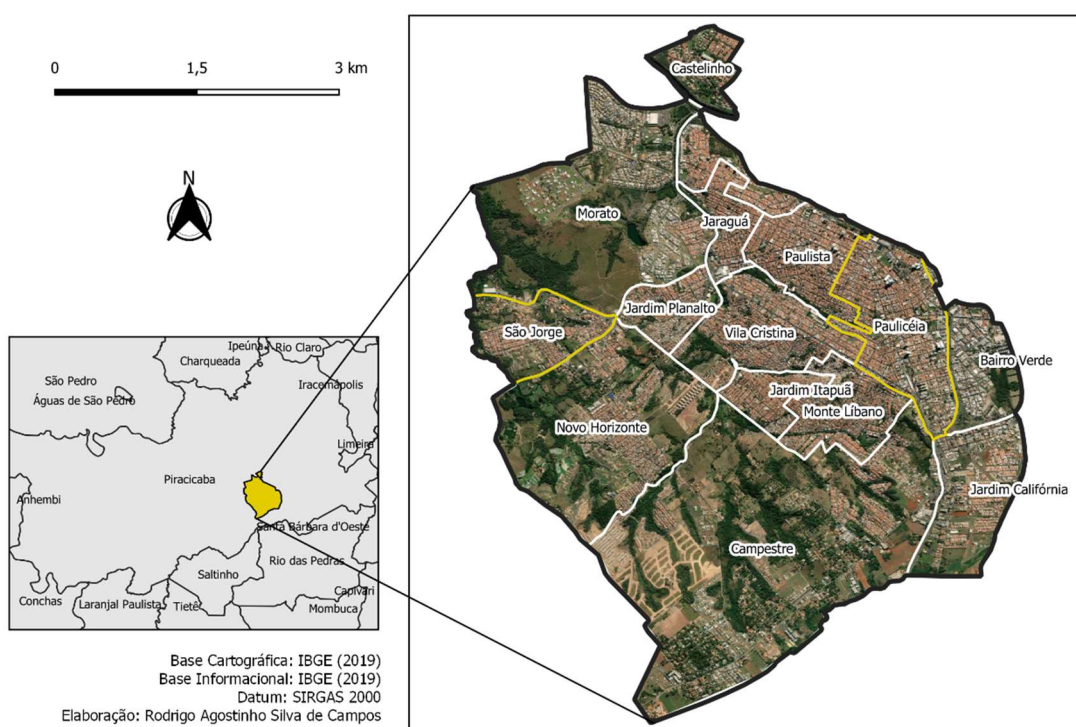 0 1,5 3 km
N
Castelinho
Morato
Jaraguá
Paulista
Jardim Planalto
São Jorge
Vila Cristina
Paulicéia
Bairro Verde
Jardim Itapuã
Monte Líbano
Novo Horizonte
Jardim Califórnia
Campestre
Ipeúna
Rio Claro
Charqueada
Iracemápolis
São Pedro
Águas de São Pedro
Limeira
Piracicaba
Anhembi
Santa Bárbara d'Oeste
Rio das Pedras
Saltinho
Capivari
Conchas
Laranjal Paulista
Tietê
Mombuca
Base Cartográfica: IBGE (2019)
Base Informacional: IBGE (2019)
Datum: SIRGAS 2000
Elaboração: Rodrigo Agostinho Silva de Campos